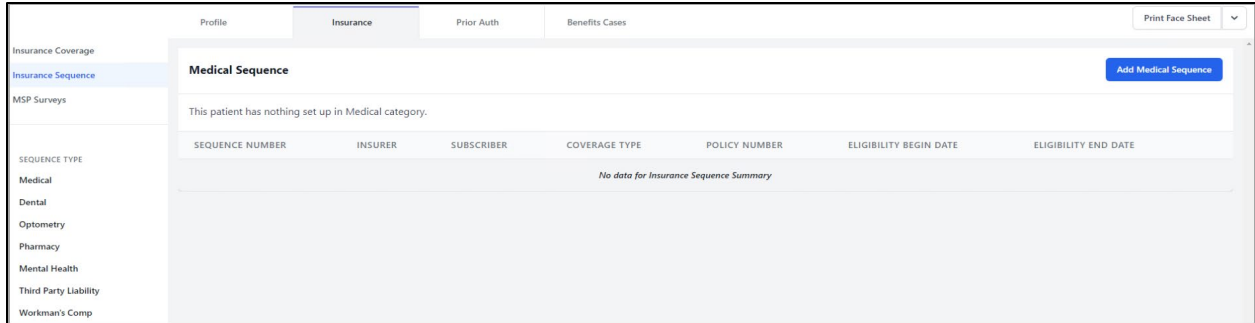 Profile Insurance Prior Auth Benefits Cases Print Face Sheet
Insurance Coverage
Insurance Sequence
MSP Surveys
SEQUENCE TYPE
Medical
Dental
Optometry
Pharmacy
Mental Health
Third Party Liability
Workman's Comp
Medical Sequence Add Medical Sequence
This patient has nothing set up in Medical category.
SEQUENCE NUMBER INSURER SUBSCRIBER COVERAGE TYPE POLICY NUMBER ELIGIBILITY BEGIN DATE ELIGIBILITY END DATE
No data for Insurance Sequence Summary